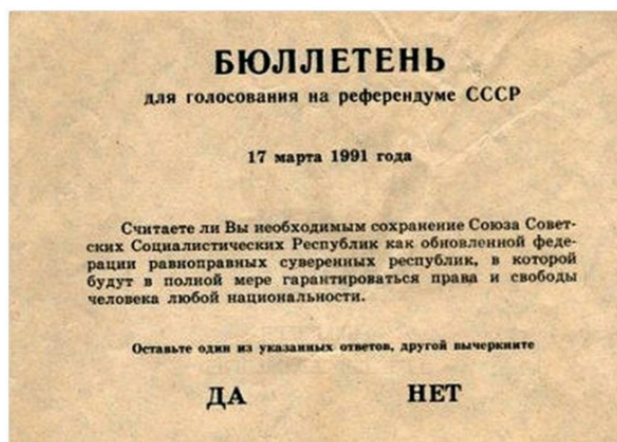 БЮЛЛЕТЕНЬ
для голосования на референдуме СССР
17 марта 1991 года
Считаете ли Вы необходимым сохранение Союза Совет-
ских Социалистических Республик как обновленной феде-
рации равноправных суверенных республик, в которой
будут в полной мере гарантироваться права и свободы
человека любой национальности.
Оставьте один из указанных ответов, другой вычеркните
ДА НЕТ